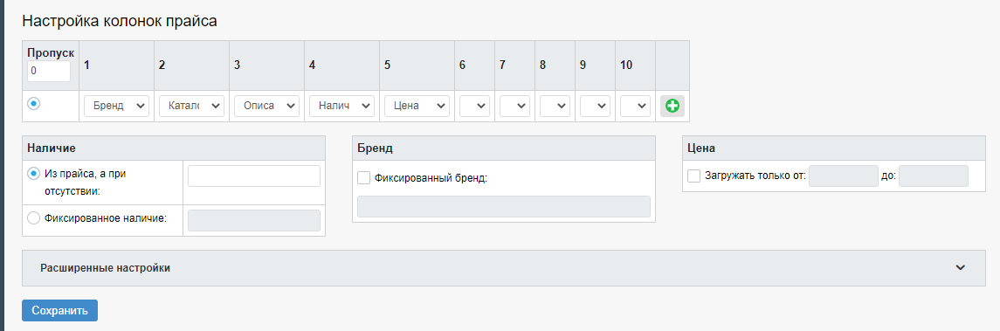 Настройка колонок прайса
Пропуск 1 2 3 4 5 6 7 8 9 10
0
Бренд Катало Описа Налич Цена
Наличие Бренд Цена
Из прайса, а при
отсутствии:
Фиксированный бренд:
Загружать только от: до:
Фиксированное наличие:
Расширенные настройки
Сохранить